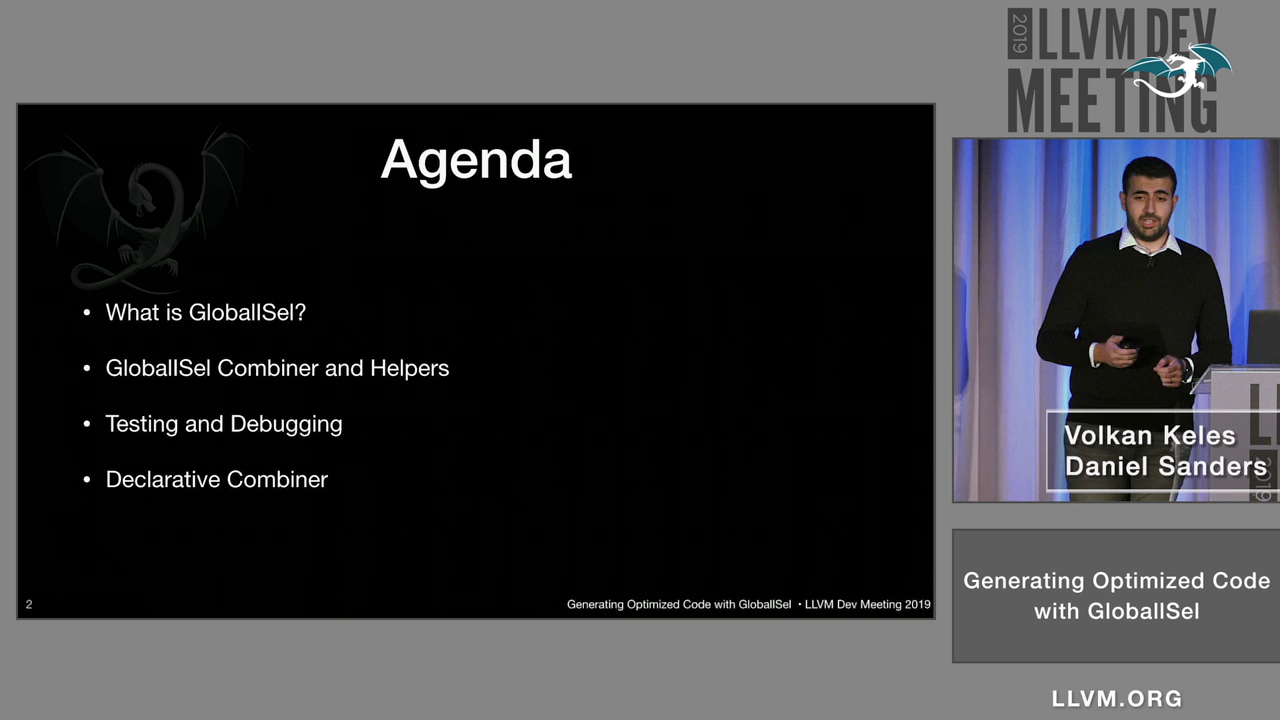 2019 LLVM DEV
MEETING
Agenda
• What is GlobalISel?
• GlobalISel Combiner and Helpers
• Testing and Debugging
• Declarative Combiner
2
Generating Optimized Code with GlobalISel • LLVM Dev Meeting 2019
Volkan Keles
Daniel Sanders
Generating Optimized Code
with GlobalISel
LLVM.ORG